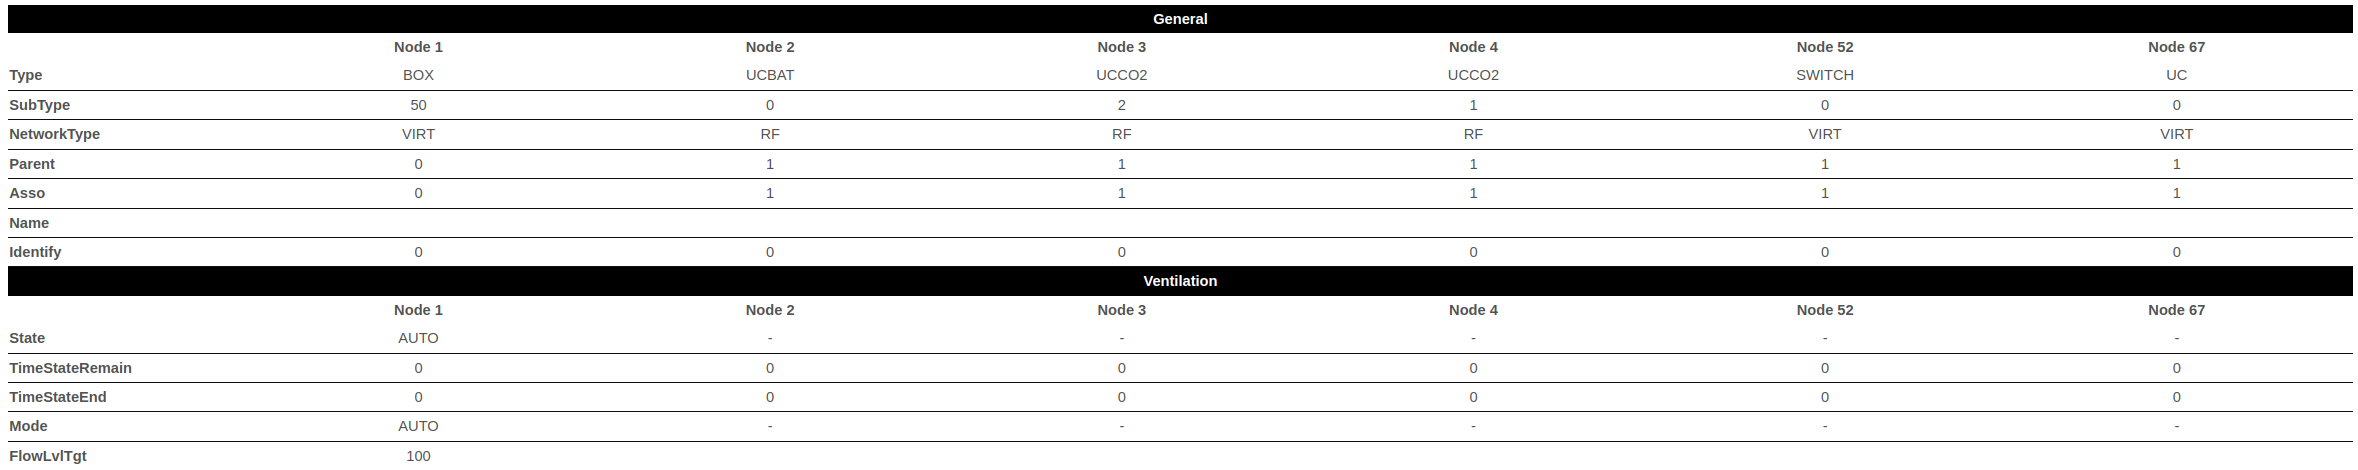 General
Node 1 Node 2 Node 3 Node 4 Node 52 Node 67
Type BOX UCBAT UCCO2 UCCO2 SWITCH UC
SubType 50 0 2 1 0 0
NetworkType VIRT RF RF RF VIRT VIRT
Parent 0 1 1 1 1 1
Asso 0 1 1 1 1 1
Name
Identify 0 0 0 0 0 0
Ventilation
Node 1 Node 2 Node 3 Node 4 Node 52 Node 67
State AUTO - - - - -
TimeStateRemain 0 0 0 0 0 0
TimeStateEnd 0 0 0 0 0 0
Mode AUTO - - - - -
FlowLvlTgt 100